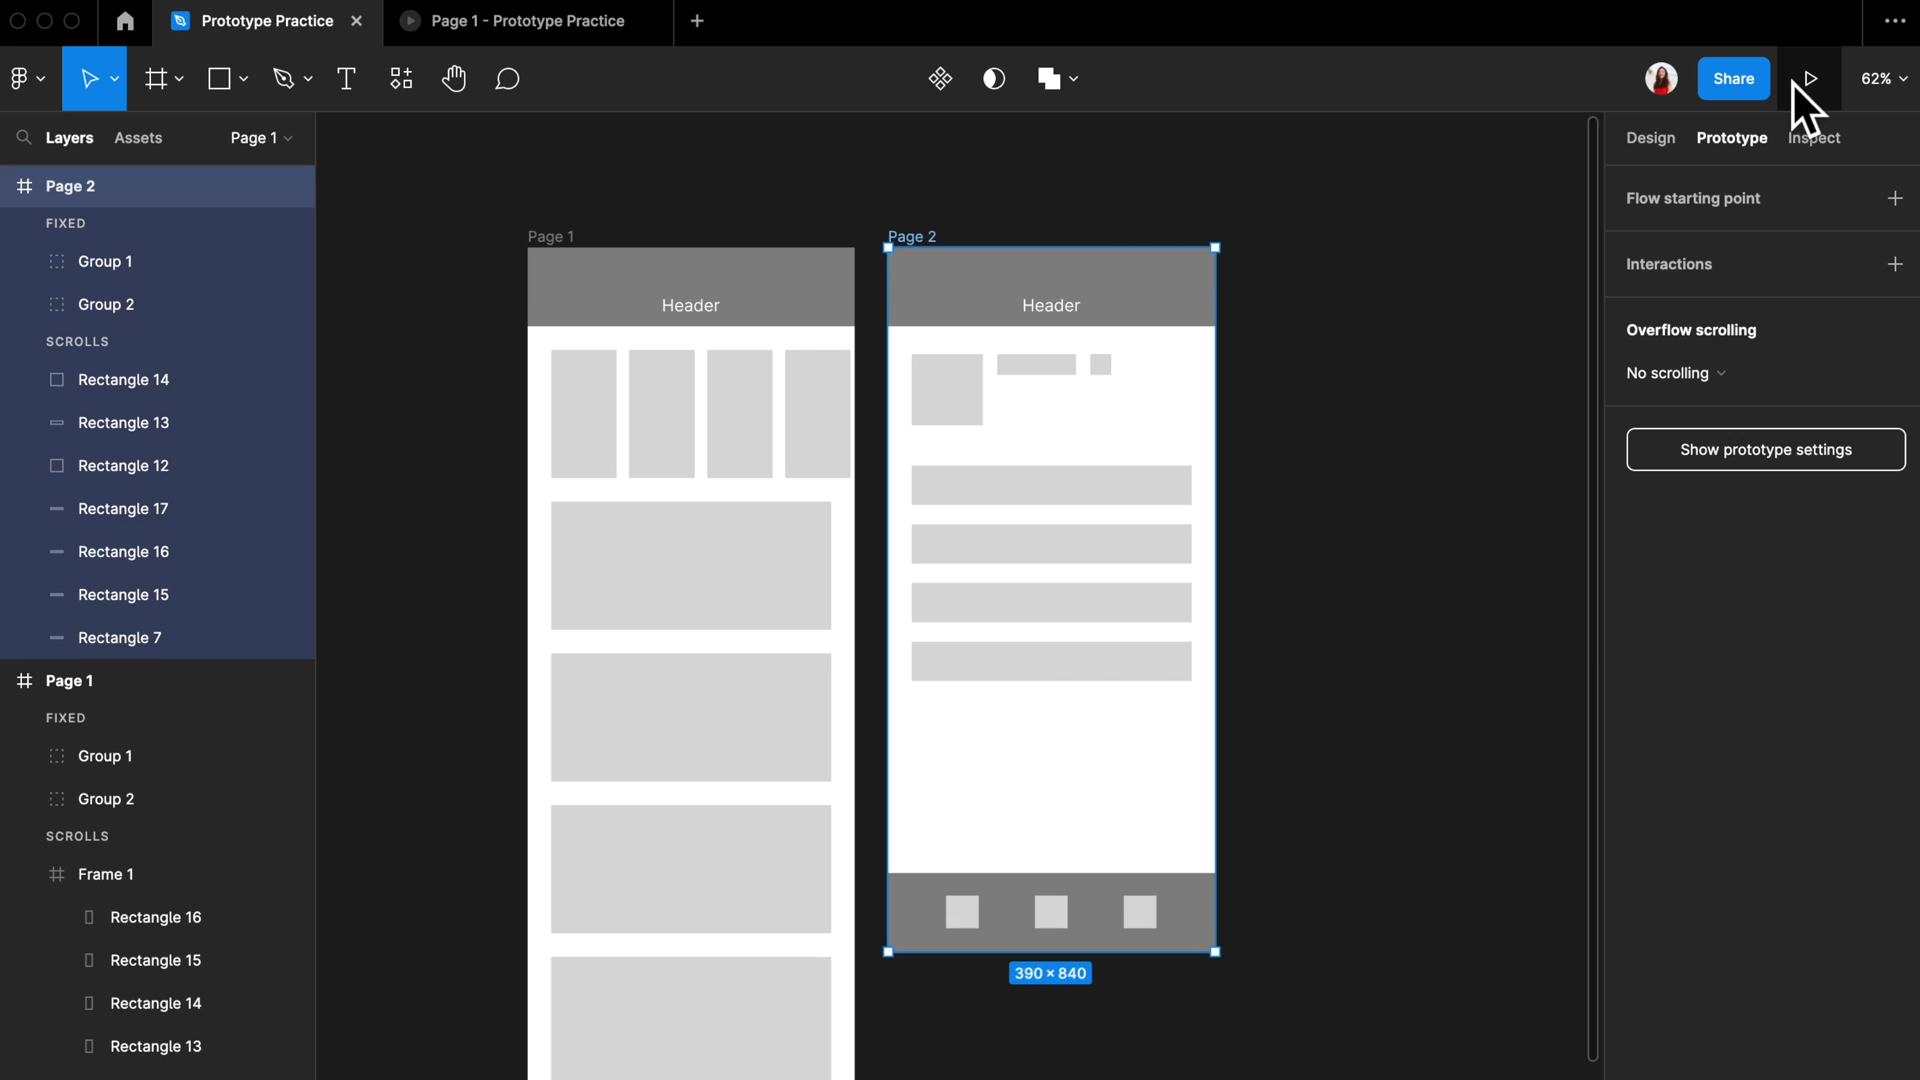 Prototype Practice
Page 1 - Prototype Practice
Share
62%
Layers
Assets
Page 1
Design
Prototype
Inspect
Page 2
FIXED
Group 1
Group 2
SCROLLS
Rectangle 14
Rectangle 13
Rectangle 12
Rectangle 17
Rectangle 16
Rectangle 15
Rectangle 7
Page 1
FIXED
Group 1
Group 2
SCROLLS
Frame 1
Rectangle 16
Rectangle 15
Rectangle 14
Rectangle 13
Page 1
Header
Page 2
Header
390 × 840
Flow starting point
Interactions
Overflow scrolling
No scrolling
Show prototype settings